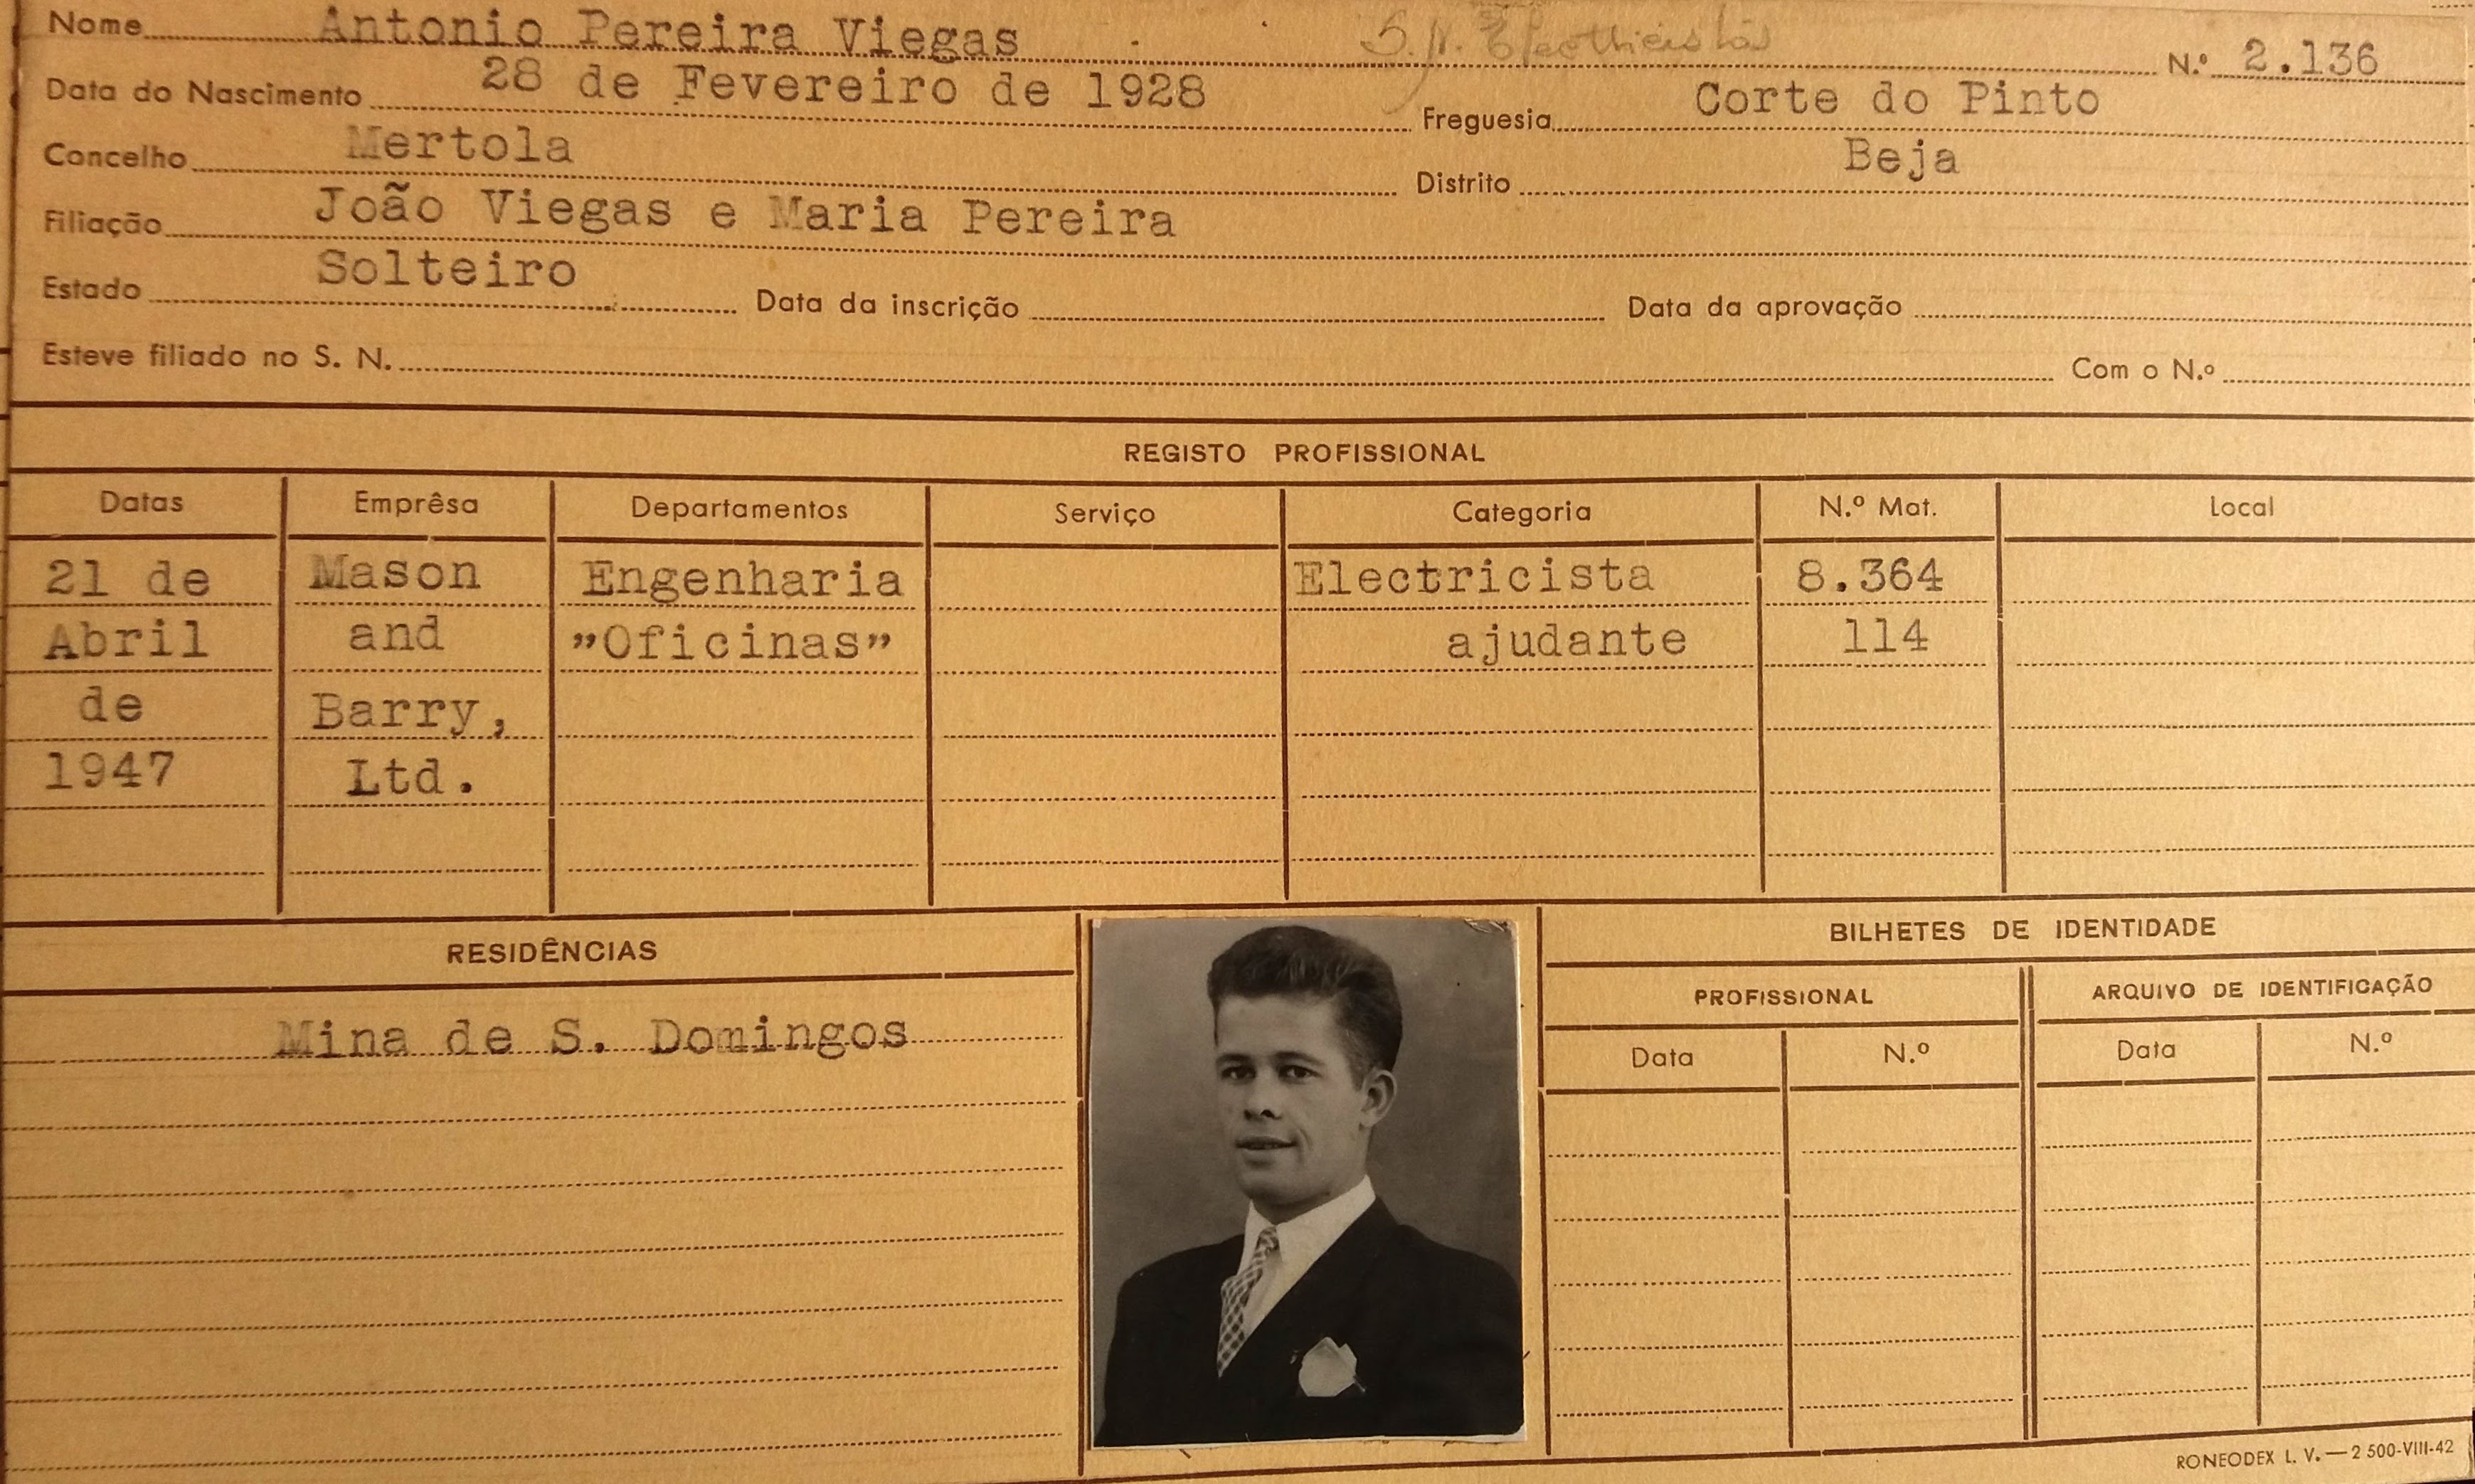 Nome Antonio Pereira Viegas S.N. Electricistas N.º 2.136
Data do Nascimento 28 de Fevereiro de 1928 Freguesia Corte do Pinto
Concelho Mertola Distrito Beja
Filiação João Viegas e Maria Pereira
Estado Solteiro Data da inscrição Data da aprovação
Esteve filiado no S. N. Com o N.º
REGISTO PROFISSIONAL
Datas Emprêsa Departamentos Serviço Categoria N.º Mat. Local
21 de Mason Engenharia Electricista 8.364
Abril and "Oficinas" ajudante 114
de Barry,
1947 Ltd.
RESIDÊNCIAS
Mina de S. Domingos
BILHETES DE IDENTIDADE
PROFISSIONAL ARQUIVO DE IDENTIFICAÇÃO
Data N.º Data N.º
RONEODEX L. V. — 2 500-VIII-42